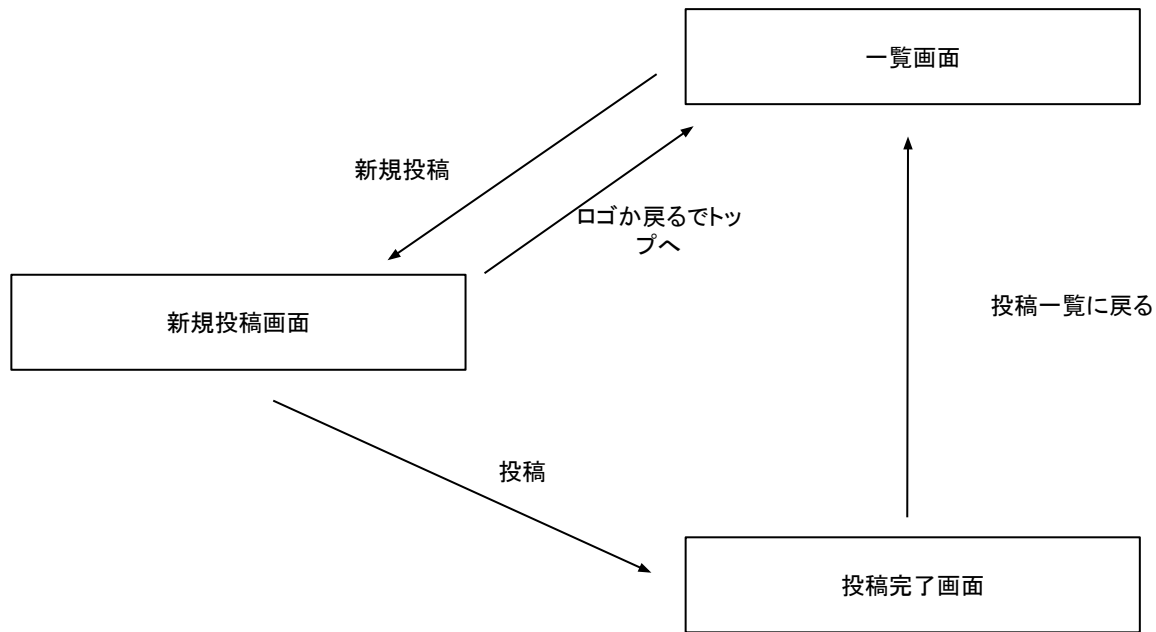 一覧画面
新規投稿
ロゴか戻るでトッ
プへ
新規投稿画面
投稿一覧に戻る
投稿
投稿完了画面